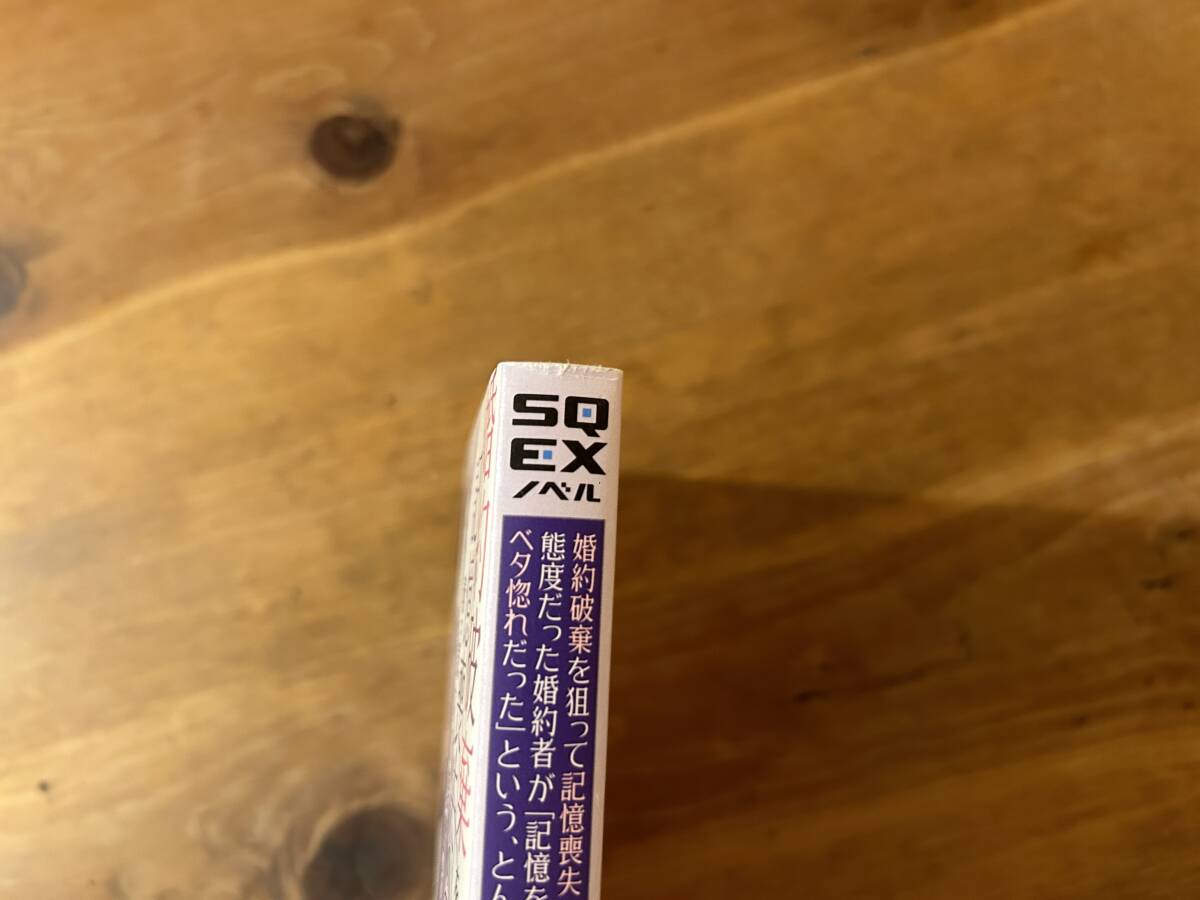 SQ
EX
ノベル
婚約破棄を狙って記憶喪失
態度だった婚約者が「記憶を
ベタ惚れだった」という、とん